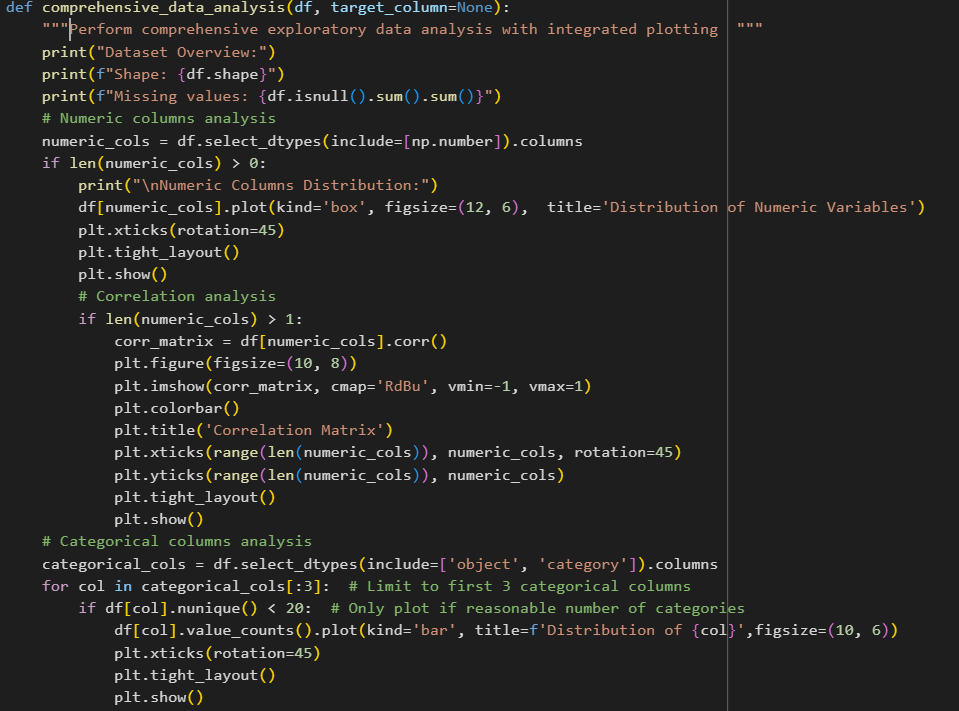 def comprehensive_data_analysis(df, target_column=None):
    """Perform comprehensive exploratory data analysis with integrated plotting  """
    print("Dataset Overview:")
    print(f"Shape: {df.shape}")
    print(f"Missing values: {df.isnull().sum().sum()}")
    # Numeric columns analysis
    numeric_cols = df.select_dtypes(include=[np.number]).columns
    if len(numeric_cols) > 0:
        print("\nNumeric Columns Distribution:")
        df[numeric_cols].plot(kind='box', figsize=(12, 6),  title='Distribution of Numeric Variables')
        plt.xticks(rotation=45)
        plt.tight_layout()
        plt.show()
        # Correlation analysis
        if len(numeric_cols) > 1:
            corr_matrix = df[numeric_cols].corr()
            plt.figure(figsize=(10, 8))
            plt.imshow(corr_matrix, cmap='RdBu', vmin=-1, vmax=1)
            plt.colorbar()
            plt.title('Correlation Matrix')
            plt.xticks(range(len(numeric_cols)), numeric_cols, rotation=45)
            plt.yticks(range(len(numeric_cols)), numeric_cols)
            plt.tight_layout()
            plt.show()
    # Categorical columns analysis
    categorical_cols = df.select_dtypes(include=['object', 'category']).columns
    for col in categorical_cols[:3]:  # Limit to first 3 categorical columns
        if df[col].nunique() < 20:  # Only plot if reasonable number of categories
            df[col].value_counts().plot(kind='bar', title=f'Distribution of {col}',figsize=(10, 6))
            plt.xticks(rotation=45)
            plt.tight_layout()
            plt.show()